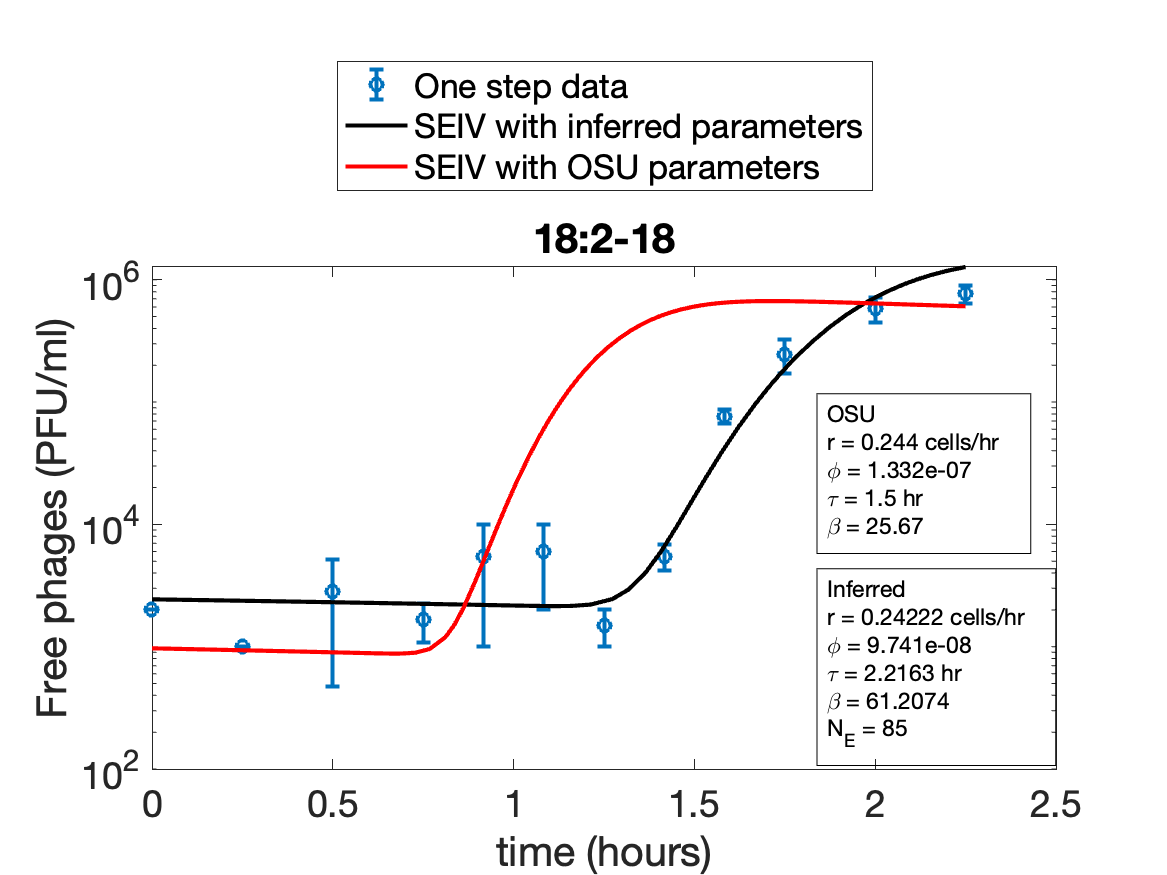 One step data
SEIV with inferred parameters
SEIV with OSU parameters
18:2-18
Free phages (PFU/ml)
10^6
10^4
10^2
OSU
r = 0.244 cells/hr
ϕ = 1.332e-07
τ = 1.5 hr
β = 25.67
Inferred
r = 0.24222 cells/hr
ϕ = 9.741e-08
τ = 2.2163 hr
β = 61.2074
N_E = 85
0 0.5 1 1.5 2 2.5
time (hours)